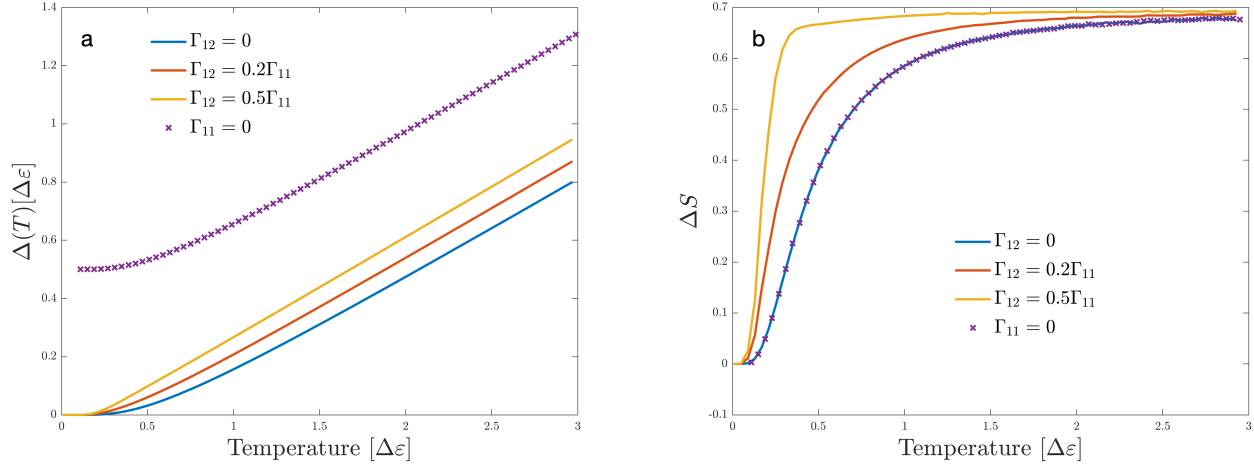 a
Γ₁₂ = 0
Γ₁₂ = 0.2Γ₁₁
Γ₁₂ = 0.5Γ₁₁
Γ₁₁ = 0
1.4
1.2
1
0.8
0.6
0.4
0.2
0
0
0.5
1
1.5
2
2.5
3
Δ(T)[Δε]
Temperature [Δε]
b
0.7
0.6
0.5
0.4
0.3
0.2
0.1
0
-0.1
0
0.5
1
1.5
2
2.5
3
ΔS
Γ₁₂ = 0
Γ₁₂ = 0.2Γ₁₁
Γ₁₂ = 0.5Γ₁₁
Γ₁₁ = 0
Temperature [Δε]